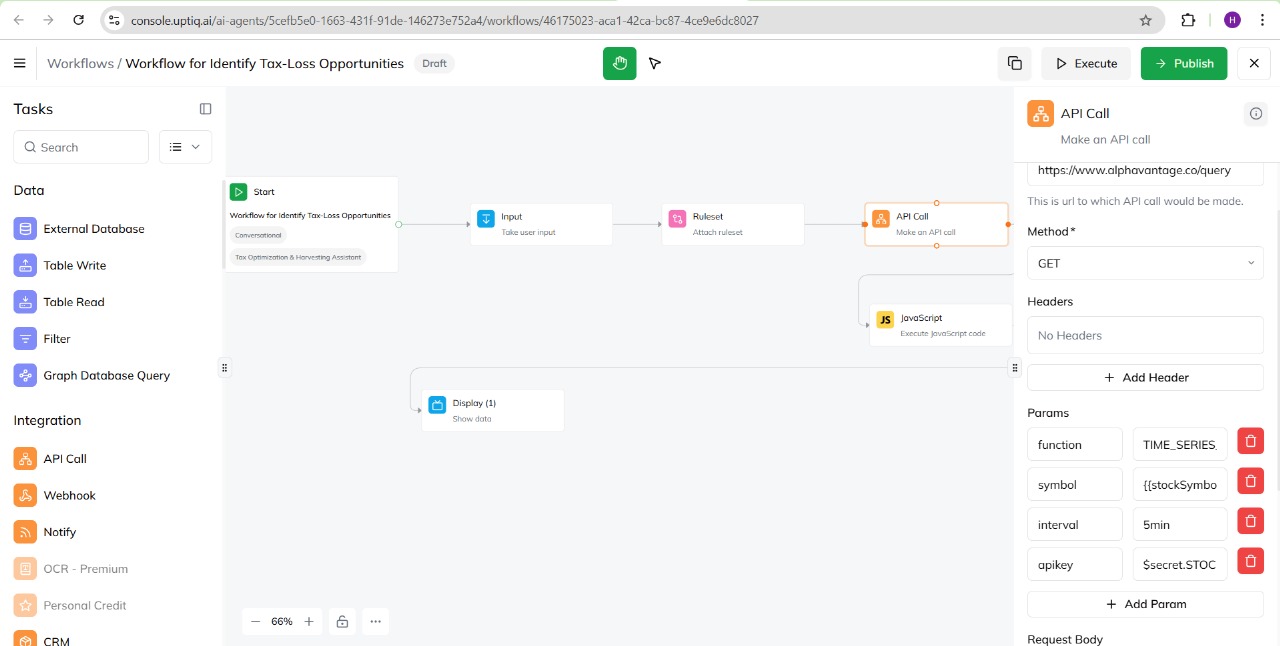 console.uptiq.ai/ai-agents/5cefb5e0-1663-431f-91de-146273e752a4/workflows/46175023-aca1-42ca-bc87-4ce9e6dc8027
H
Workflows / Workflow for Identify Tax-Loss Opportunities
Draft
Execute
Publish
Tasks
Search
Data
External Database
Table Write
Table Read
Filter
Graph Database Query
Integration
API Call
Webhook
Notify
OCR - Premium
Personal Credit
CRM
Start
Workflow for Identify Tax-Loss Opportunities
Conversational
Tax Optimization & Harvesting Assistant
Input
Take user input
Ruleset
Attach ruleset
API Call
Make an API call
JS
JavaScript
Execute JavaScript code
Display (1)
Show data
66%
API Call
Make an API call
https://www.alphavantage.co/query
This is url to which API call would be made.
Method*
GET
Headers
No Headers
+ Add Header
Params
function
TIME_SERIES_
symbol
{{stockSymbo
interval
5min
apikey
$secret.STOC
+ Add Param
Request Body